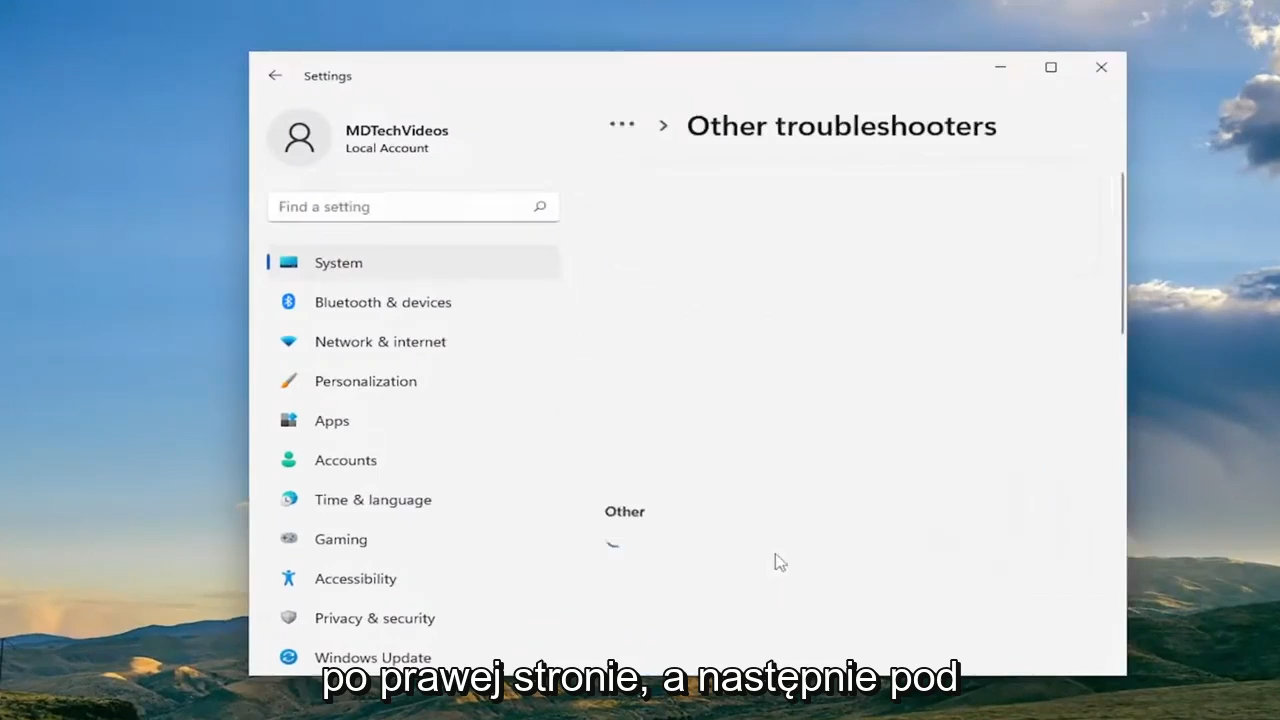 Settings
MDTechVideos
Local Account
Find a setting
System
Bluetooth & devices
Network & internet
Personalization
Apps
Accounts
Time & language
Gaming
Accessibility
Privacy & security
Windows Update
... > Other troubleshooters
Other
po prawej stronie, a następnie pod